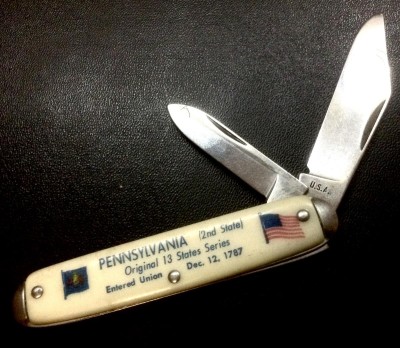 PENNSYLVANIA (2nd State)
Original 13 States Series
Entered Union Dec. 12, 1787
U.S.A.